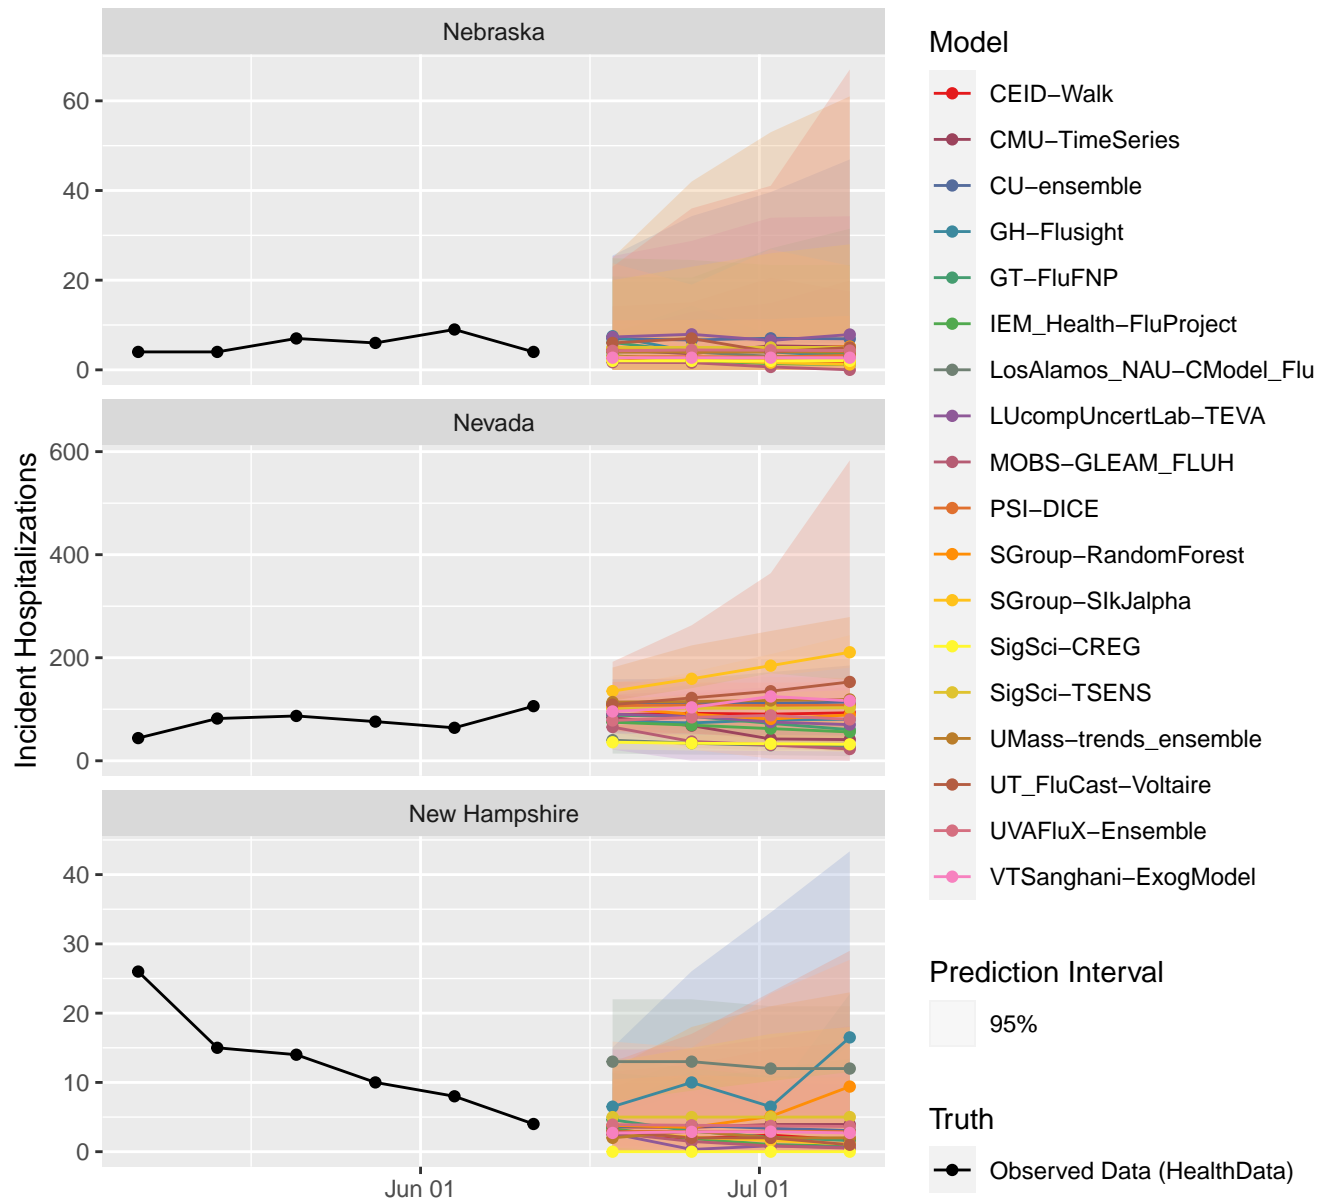 Nebraska
60
40
20
0
Nevada
600
400
200
0
New Hampshire
40
30
20
10
0
Jun 01
Jul 01
Incident Hospitalizations
Model
CEID−Walk
CMU−TimeSeries
CU−ensemble
GH−Flusight
GT−FluFNP
IEM_Health−FluProject
LosAlamos_NAU−CModel_Flu
LUcompUncertLab−TEVA
MOBS−GLEAM_FLUH
PSI−DICE
SGroup−RandomForest
SGroup−SIkJalpha
SigSci−CREG
SigSci−TSENS
UMass−trends_ensemble
UT_FluCast−Voltaire
UVAFluX−Ensemble
VTSanghani−ExogModel
Prediction Interval
95%
Truth
Observed Data (HealthData)